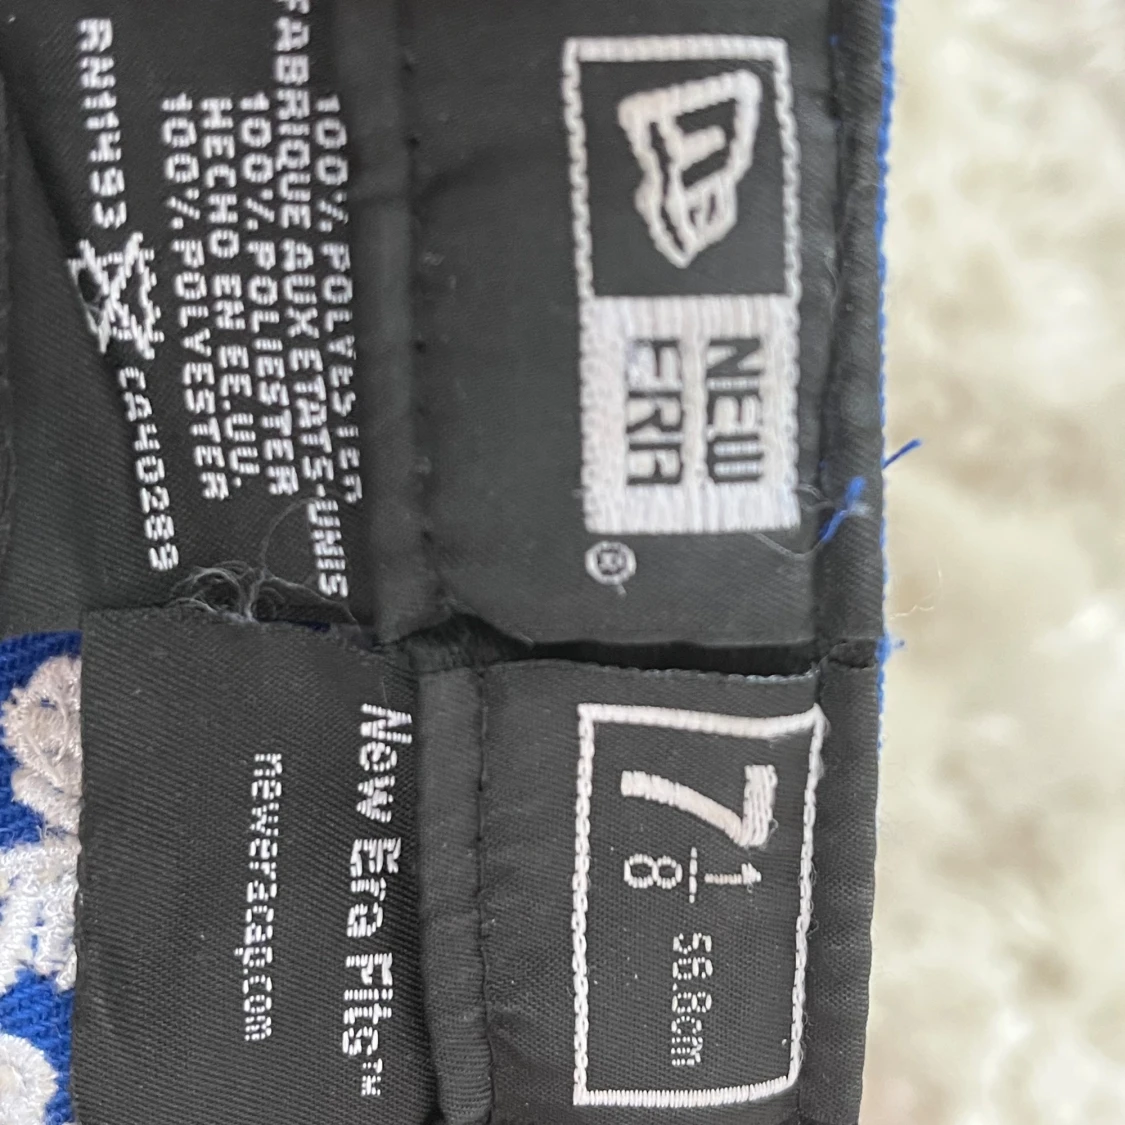 NEW
ERA
®
100% POLYESTER
FABRIQUE AUX ETATS-UNIS
100% POLIESTER
HECHO EN EE.UU.
100% POLYESTER
RN11493 CA40289
7 1/8 56.8cm
New Era Fits™
neweracap.com